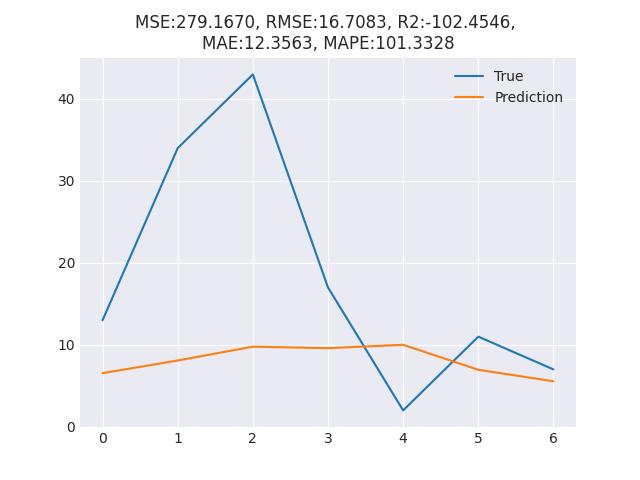 MSE:279.1670, RMSE:16.7083, R2:-102.4546,
MAE:12.3563, MAPE:101.3328
True
Prediction
40
30
20
10
0
0 1 2 3 4 5 6